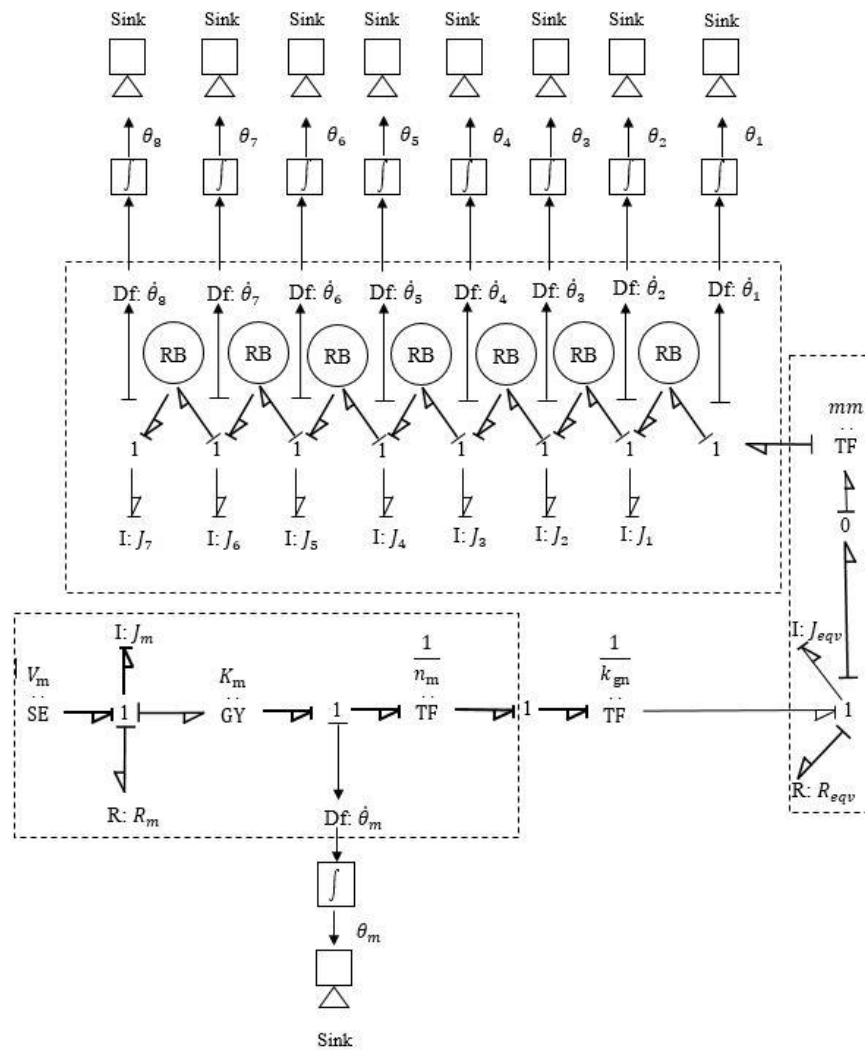 Sink Sink Sink Sink Sink Sink Sink Sink
θ₈ θ₇ θ₆ θ₅ θ₄ θ₃ θ₂ θ₁
∫ ∫ ∫ ∫ ∫ ∫ ∫ ∫
Df: θ̇₈ Df: θ̇₇ Df: θ̇₆ Df: θ̇₅ Df: θ̇₄ Df: θ̇₃ Df: θ̇₂ Df: θ̇₁
RB RB RB RB RB RB RB
mm
..
1 1 1 1 1 1 1 1 TF
I: J₇ I: J₆ I: J₅ I: J₄ I: J₃ I: J₂ I: J₁
0
I: Jₘ
I: J_eqv
Vₘ Kₘ 1/nₘ 1/k_gn
.. .. .. ..
SE 1 GY 1 TF 1 TF 1
R: Rₘ
R: R_eqv
Df: θ̇ₘ
∫
θₘ
Sink